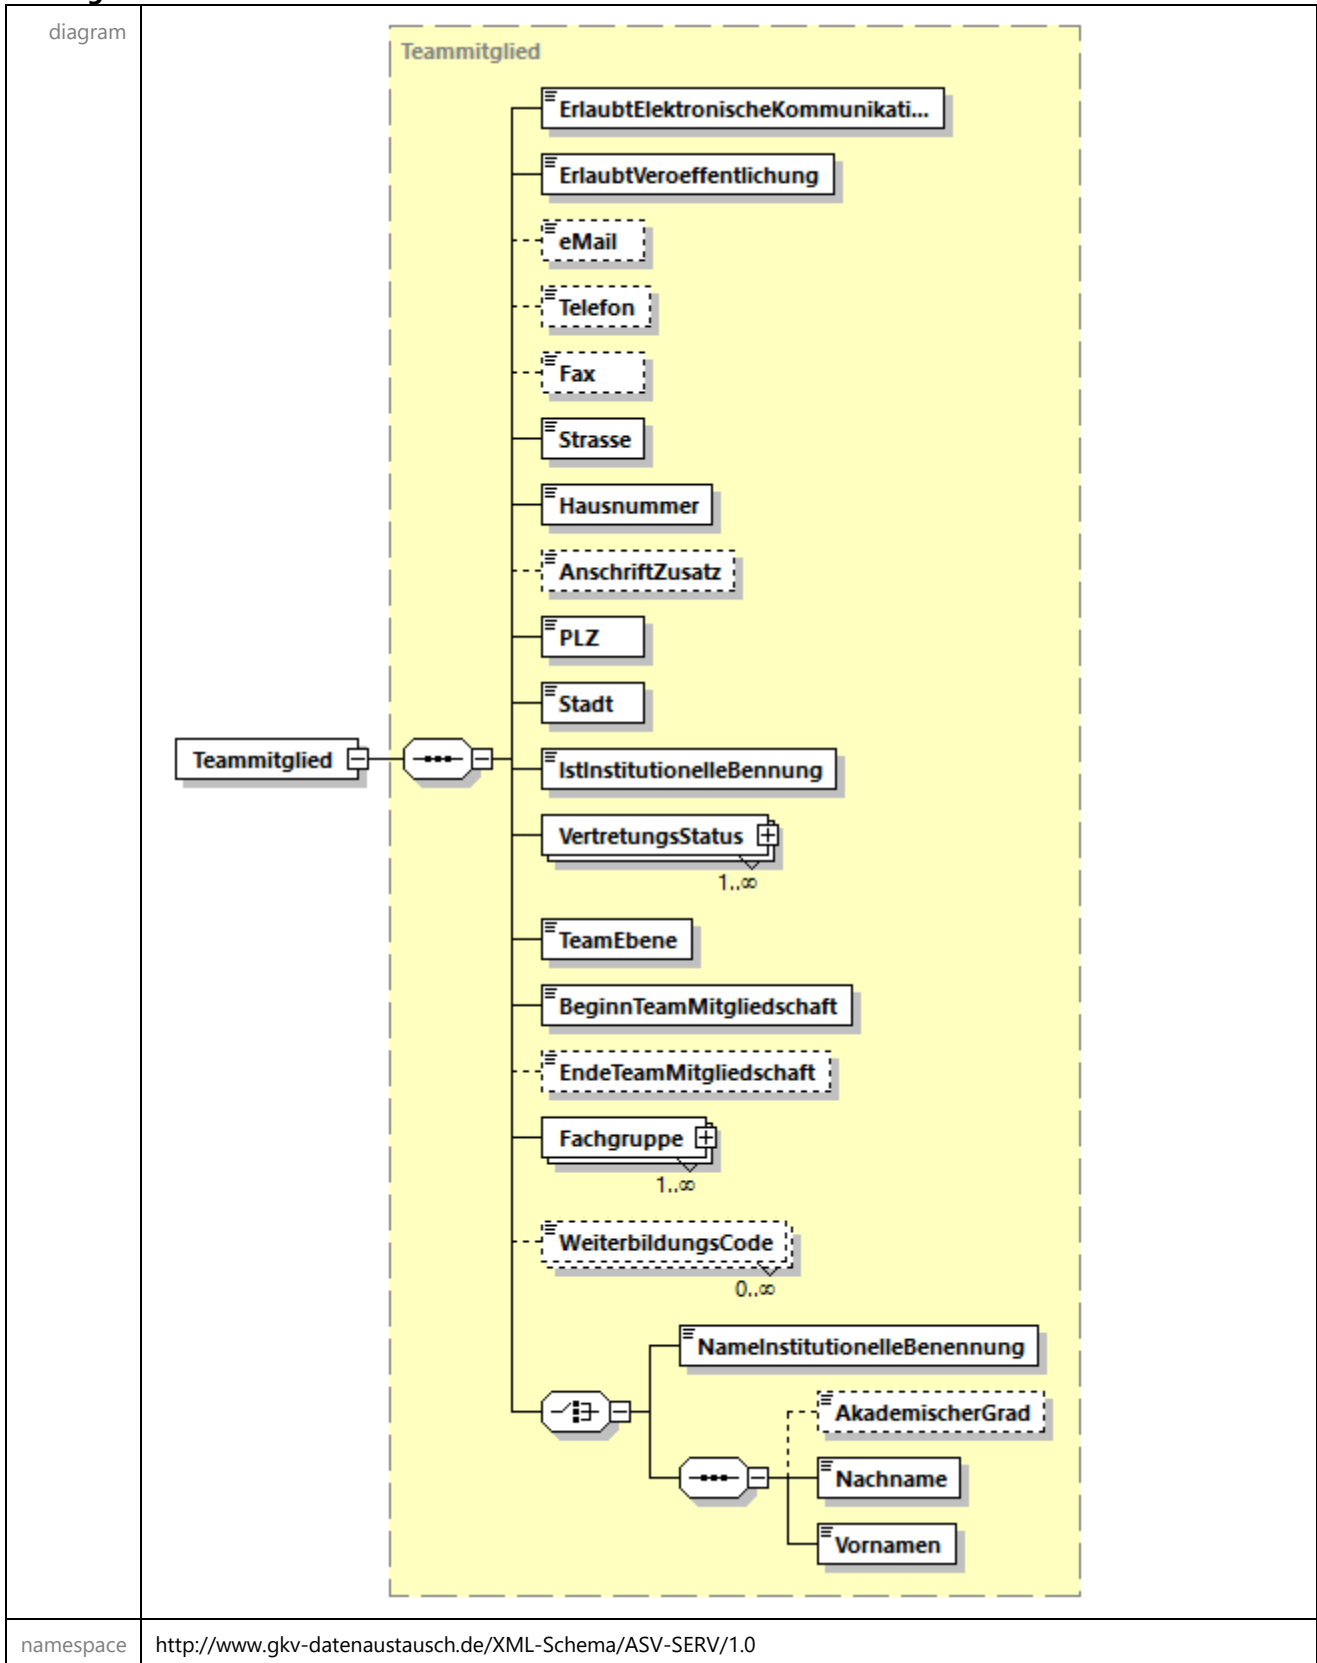 diagram
Teammitglied
ErlaubtElektronischeKommunikati...
ErlaubtVeroeffentlichung
eMail
Telefon
Fax
Strasse
Hausnummer
AnschriftZusatz
PLZ
Stadt
Teammitglied
IstInstitutionelleBennung
VertretungsStatus
1..∞
TeamEbene
BeginnTeamMitgliedschaft
EndeTeamMitgliedschaft
Fachgruppe
1..∞
WeiterbildungsCode
0..∞
NameInstitutionelleBenennung
AkademischerGrad
Nachname
Vornamen
namespace http://www.gkv-datenaustausch.de/XML-Schema/ASV-SERV/1.0